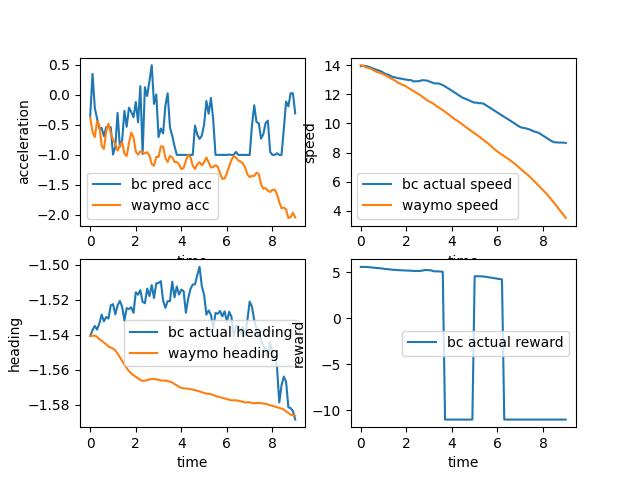 acceleration
0.5
0.0
−0.5
−1.0
−1.5
−2.0
bc pred acc
waymo acc
0 2 4 6 8
time
speed
14
12
10
8
6
4
bc actual speed
waymo speed
0 2 4 6 8
time
heading
−1.50
−1.52
−1.54
−1.56
−1.58
bc actual heading
waymo heading
0 2 4 6 8
time
reward
5
0
−5
−10
bc actual reward
0 2 4 6 8
time